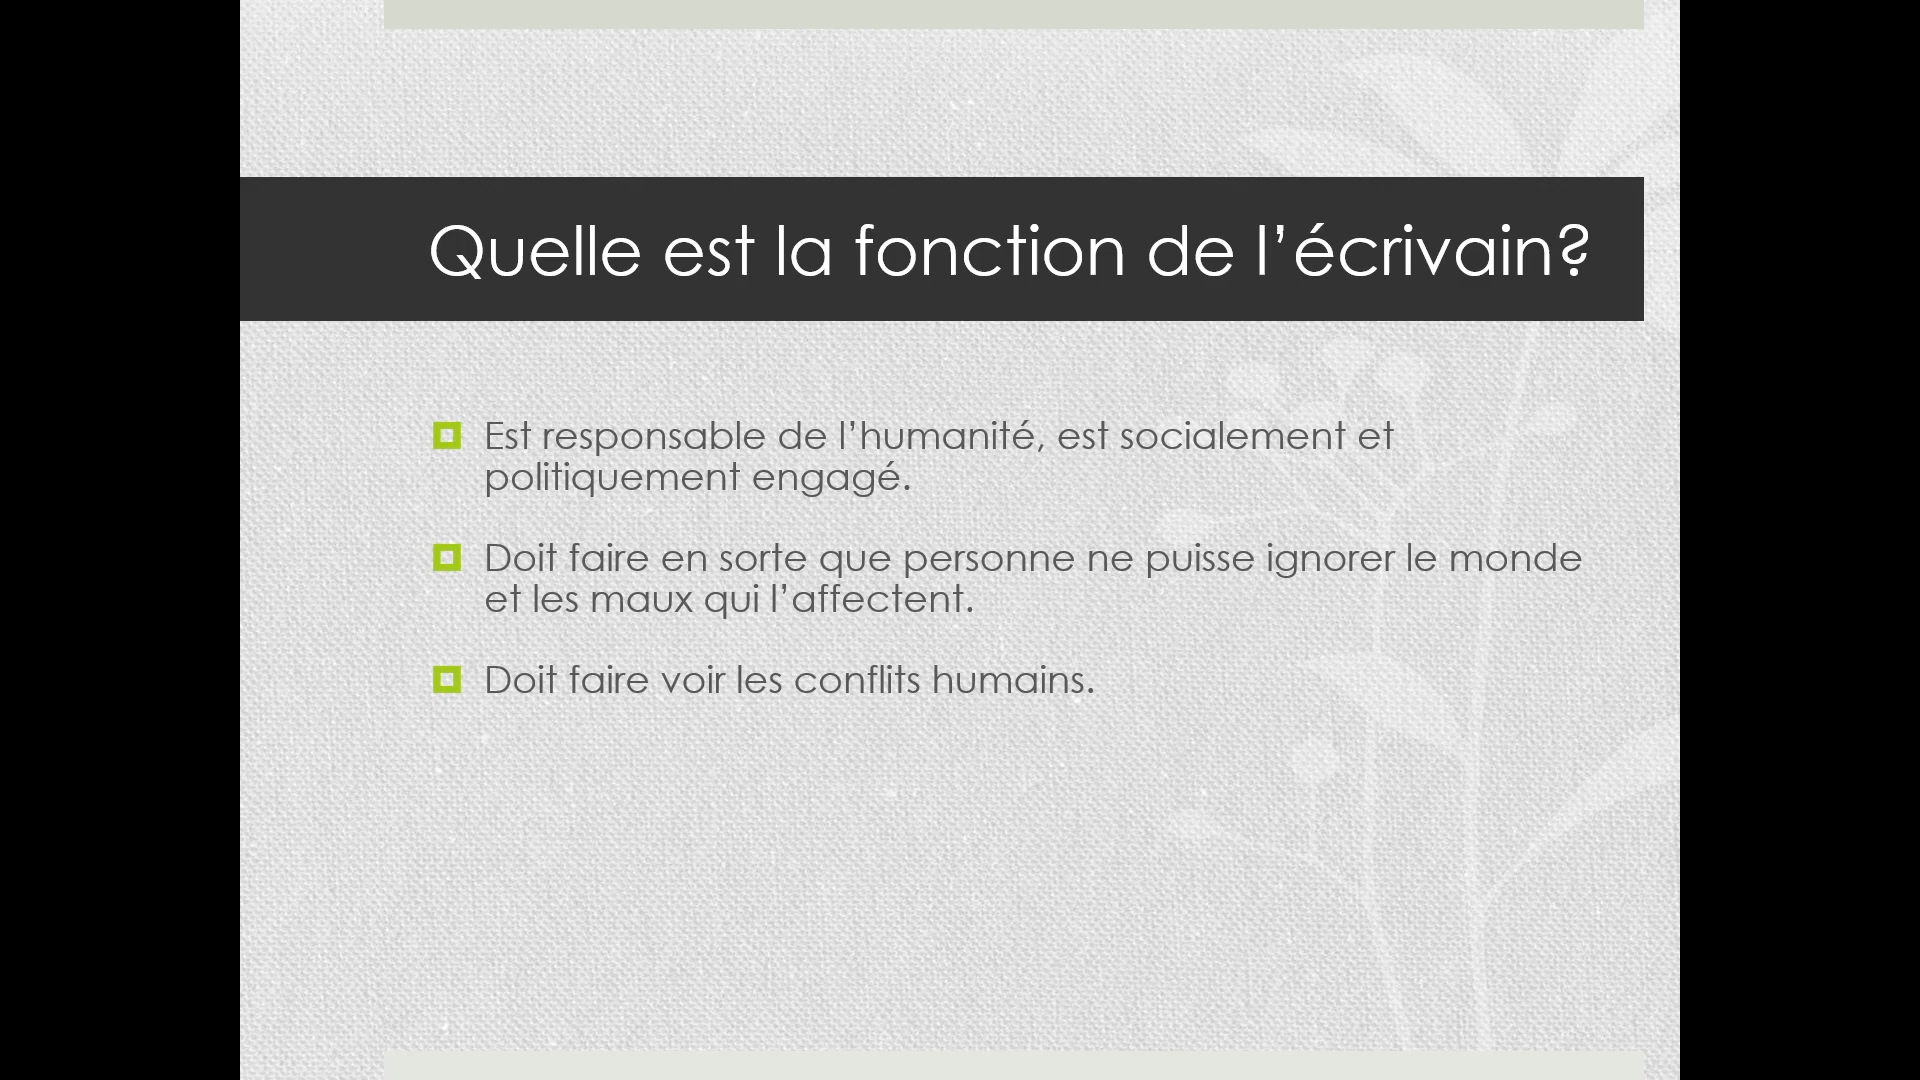 Quelle est la fonction de l’écrivain?
Est responsable de l’humanité, est socialement et
politiquement engagé.
Doit faire en sorte que personne ne puisse ignorer le monde
et les maux qui l’affectent.
Doit faire voir les conflits humains.